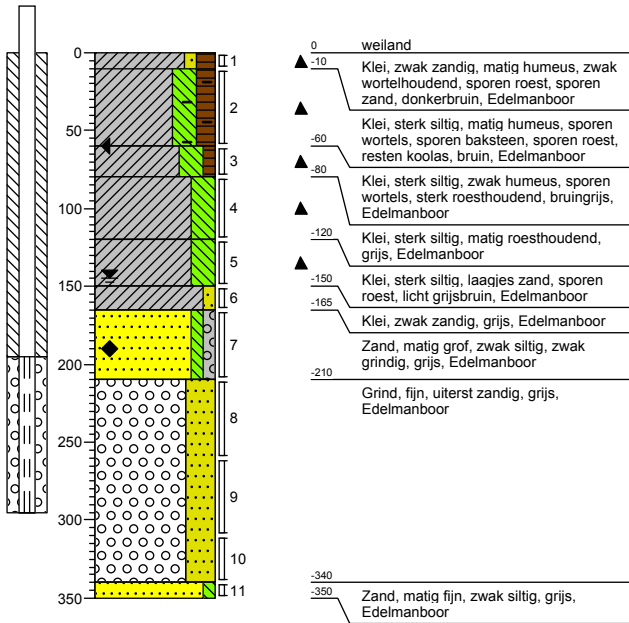 0
50
100
150
200
250
300
350
1
2
3
4
5
6
7
8
9
10
11
0
weiland
-10
Klei, zwak zandig, matig humeus, zwak
wortelhoudend, sporen roest, sporen
zand, donkerbruin, Edelmanboor
-60
Klei, sterk siltig, matig humeus, sporen
wortels, sporen baksteen, sporen roest,
resten koolas, bruin, Edelmanboor
-80
Klei, sterk siltig, zwak humeus, sporen
wortels, sterk roesthoudend, bruingrijs,
Edelmanboor
-120
Klei, sterk siltig, matig roesthoudend,
grijs, Edelmanboor
-150
Klei, sterk siltig, laagjes zand, sporen
roest, licht grijsbruin, Edelmanboor
-165
Klei, zwak zandig, grijs, Edelmanboor
Zand, matig grof, zwak siltig, zwak
grindig, grijs, Edelmanboor
-210
Grind, fijn, uiterst zandig, grijs,
Edelmanboor
-340
Zand, matig fijn, zwak siltig, grijs,
Edelmanboor
-350